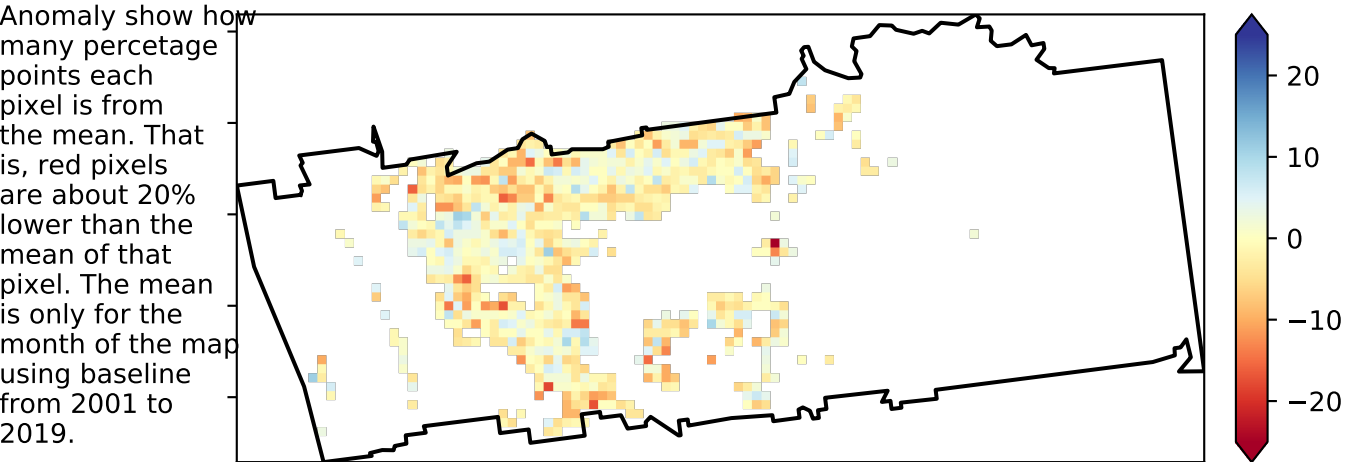 Anomaly show how
many percetage
points each
pixel is from
the mean. That
is, red pixels
are about 20%
lower than the
mean of that
pixel. The mean
is only for the
month of the map
using baseline
from 2001 to
2019.
20
10
0
−10
−20